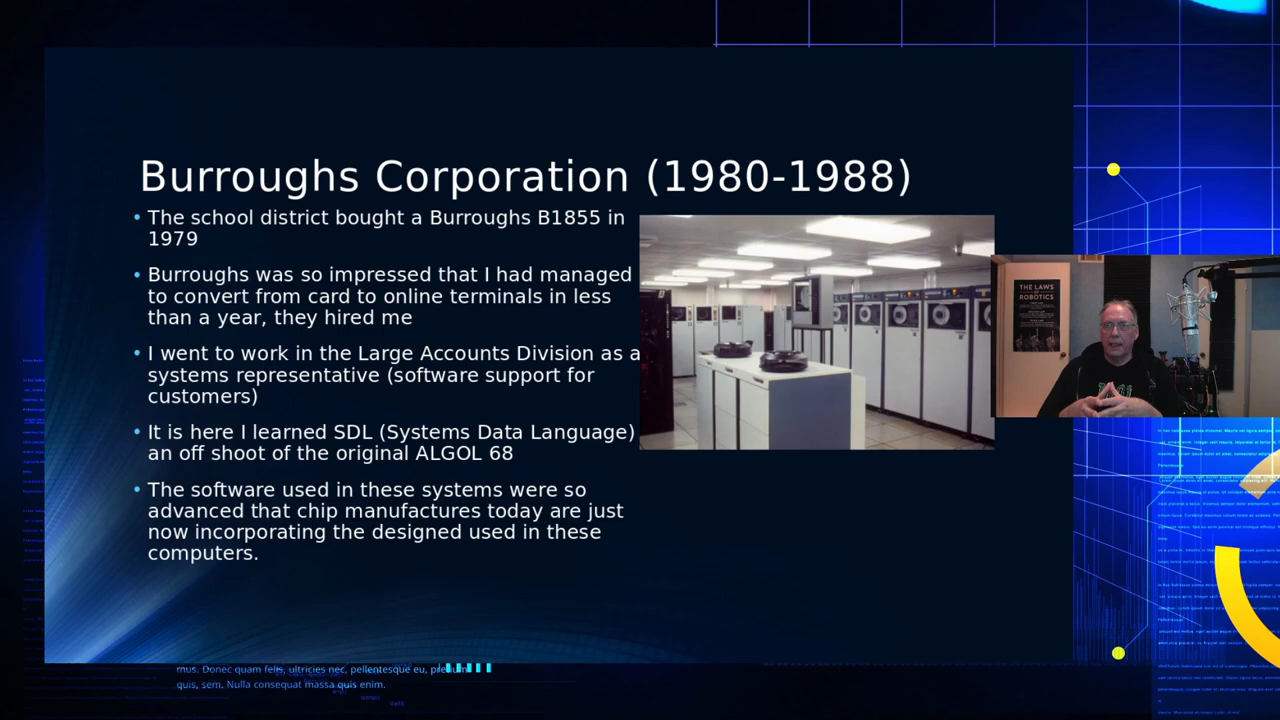 Burroughs Corporation (1980-1988)
• The school district bought a Burroughs B1855 in
1979
• Burroughs was so impressed that I had managed
to convert from card to online terminals in less
than a year, they hired me
• I went to work in the Large Accounts Division as a
systems representative (software support for
customers)
• It is here I learned SDL (Systems Data Language)
an off shoot of the original ALGOL 68
• The software used in these systems were so
advanced that chip manufactures today are just
now incorporating the designed used in these
computers.
THE LAWS
OF
ROBOTICS
mus. Donec quam felis, ultricies nec, pellentesque eu,
quis, sem. Nulla consequat massa quis enim.